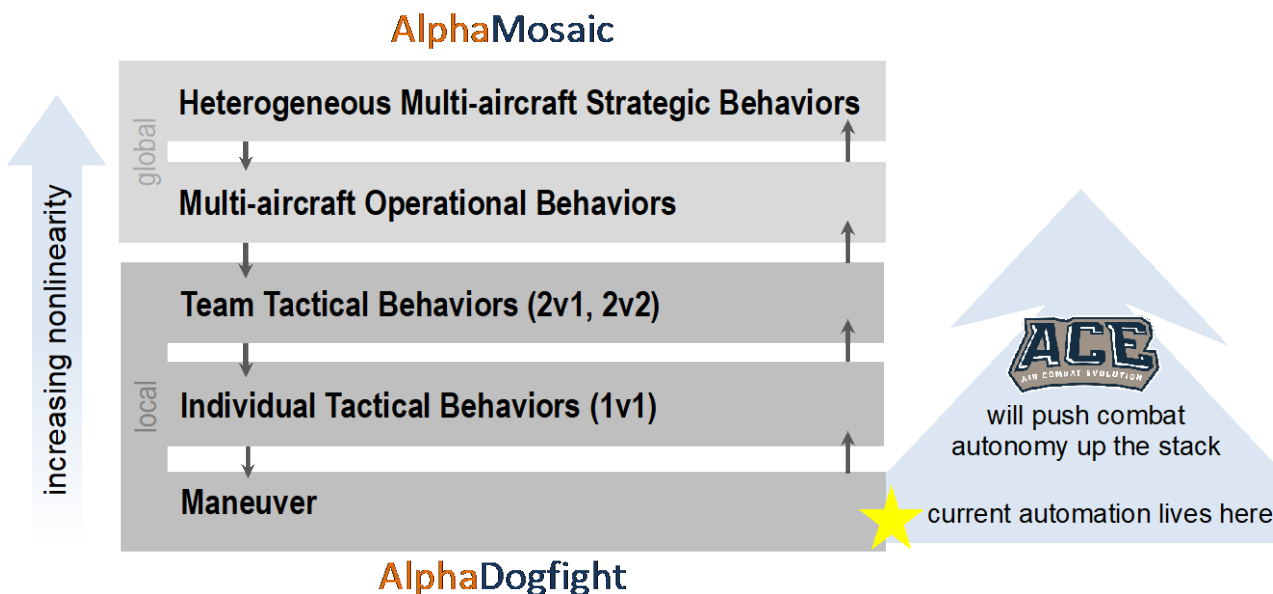 AlphaMosaic
increasing nonlinearity
global
Heterogeneous Multi-aircraft Strategic Behaviors
Multi-aircraft Operational Behaviors
local
Team Tactical Behaviors (2v1, 2v2)
Individual Tactical Behaviors (1v1)
Maneuver
AlphaDogfight
ACE
AIR COMBAT EVOLUTION
will push combat
autonomy up the stack
current automation lives here